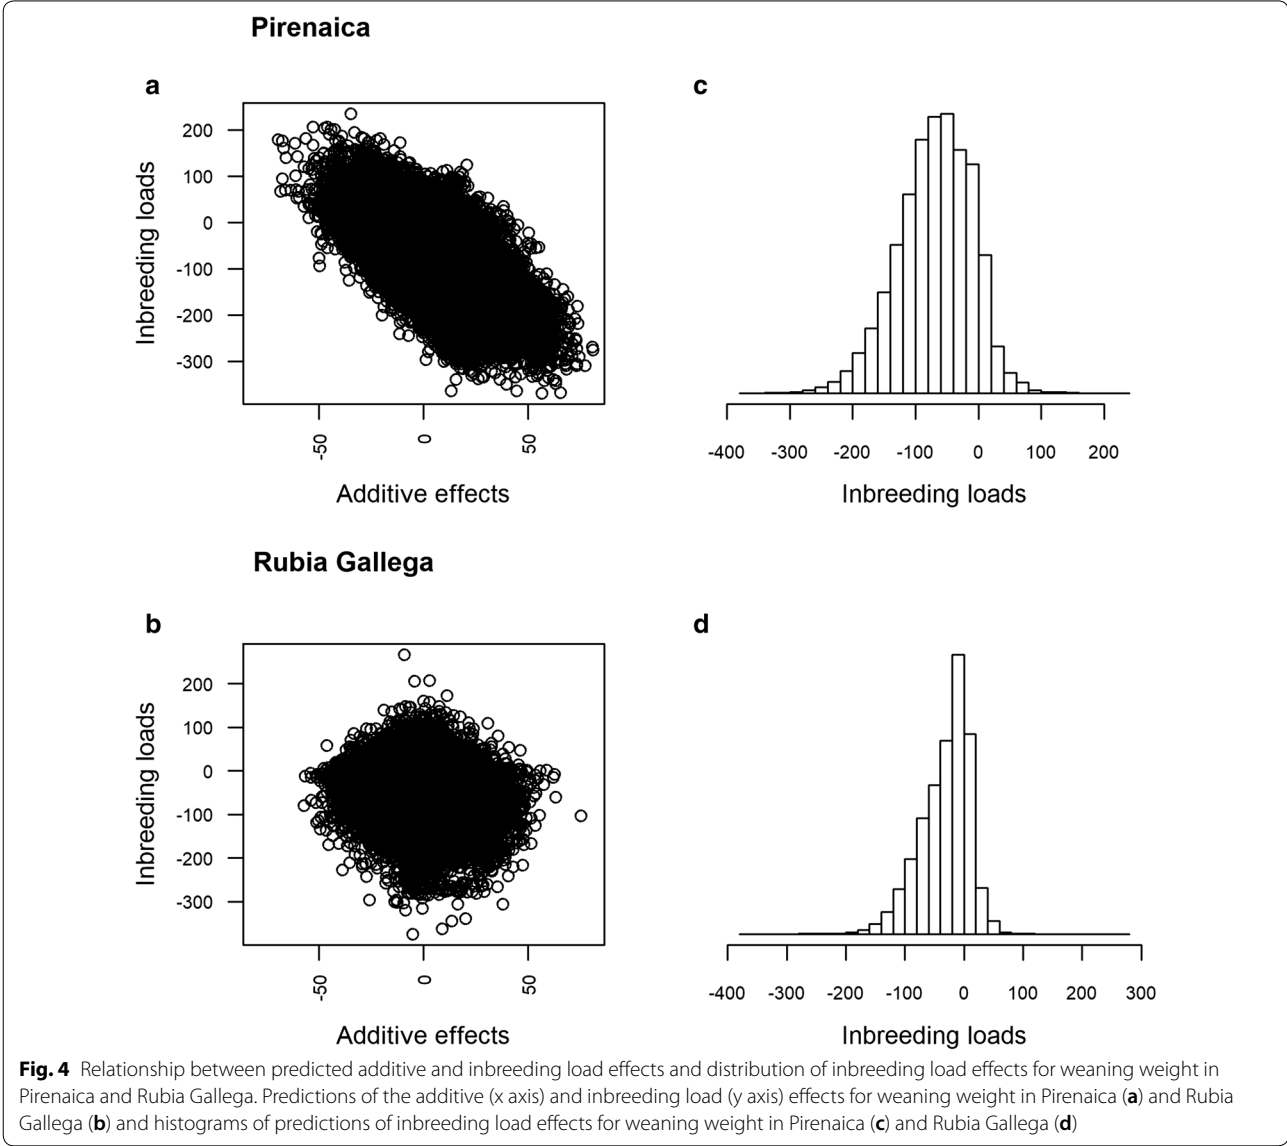 Pirenaica
a
200
100
0
-100
-200
-300
Inbreeding loads
-50
0
50
Additive effects
c
-400 -300 -200 -100 0 100 200
Inbreeding loads
Rubia Gallega
b
200
100
0
-100
-200
-300
Inbreeding loads
-50
0
50
Additive effects
d
-400 -300 -200 -100 0 100 200 300
Inbreeding loads
Fig. 4 Relationship between predicted additive and inbreeding load effects and distribution of inbreeding load effects for weaning weight in
Pirenaica and Rubia Gallega. Predictions of the additive (x axis) and inbreeding load (y axis) effects for weaning weight in Pirenaica (a) and Rubia
Gallega (b) and histograms of predictions of inbreeding load effects for weaning weight in Pirenaica (c) and Rubia Gallega (d)